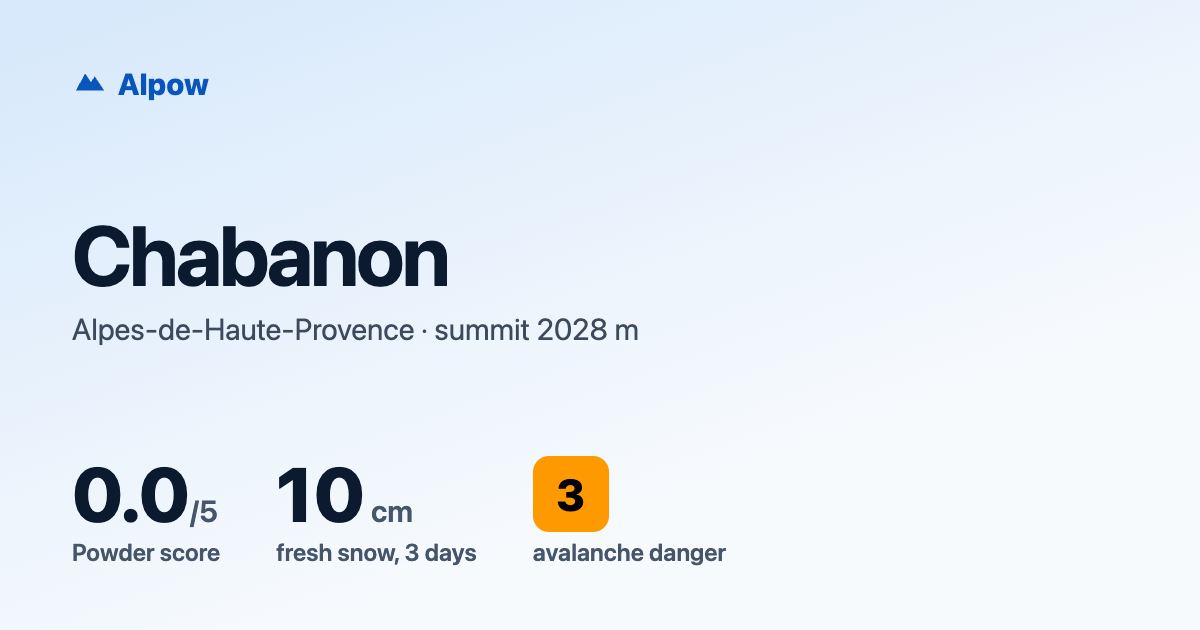 Alpow
Chabanon
Alpes-de-Haute-Provence · summit 2028 m
0.0/5
Powder score
10 cm
fresh snow, 3 days
3
avalanche danger